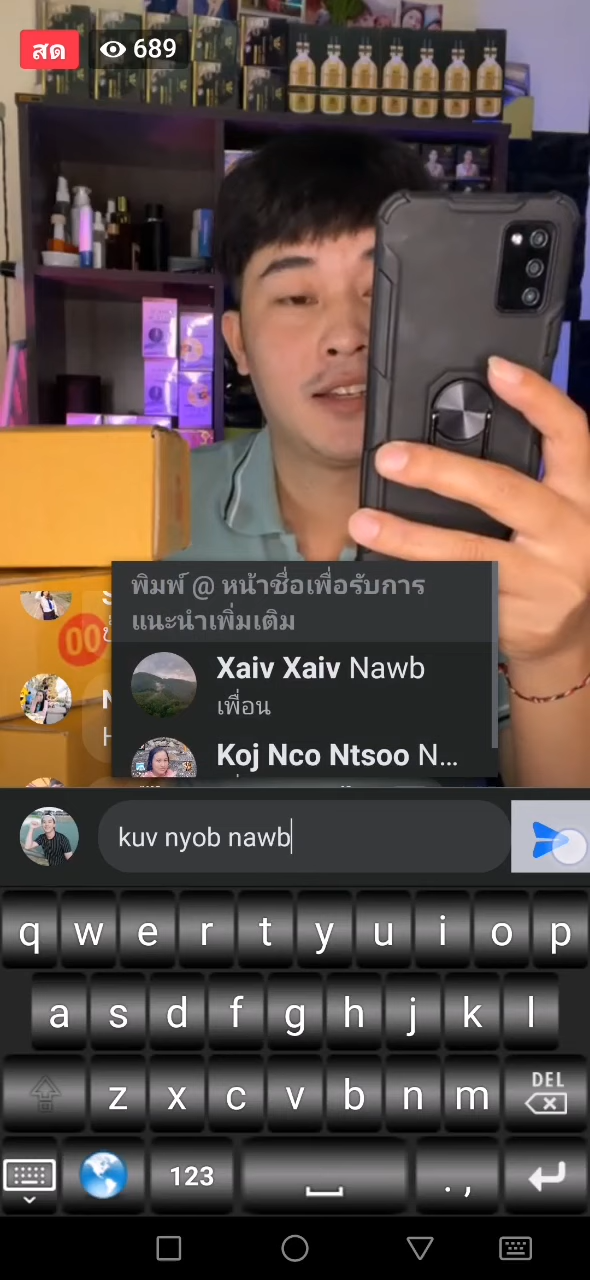 สด 689
พิมพ์ @ หน้าชื่อเพื่อรับการ
แนะนำเพิ่มเติม
Xaiv Xaiv Nawb
เพื่อน
Koj Nco Ntsoo N...
00
kuv nyob nawb
q w e r t y u i o p
a s d f g h j k l
z x c v b n m DEL
123 . ,